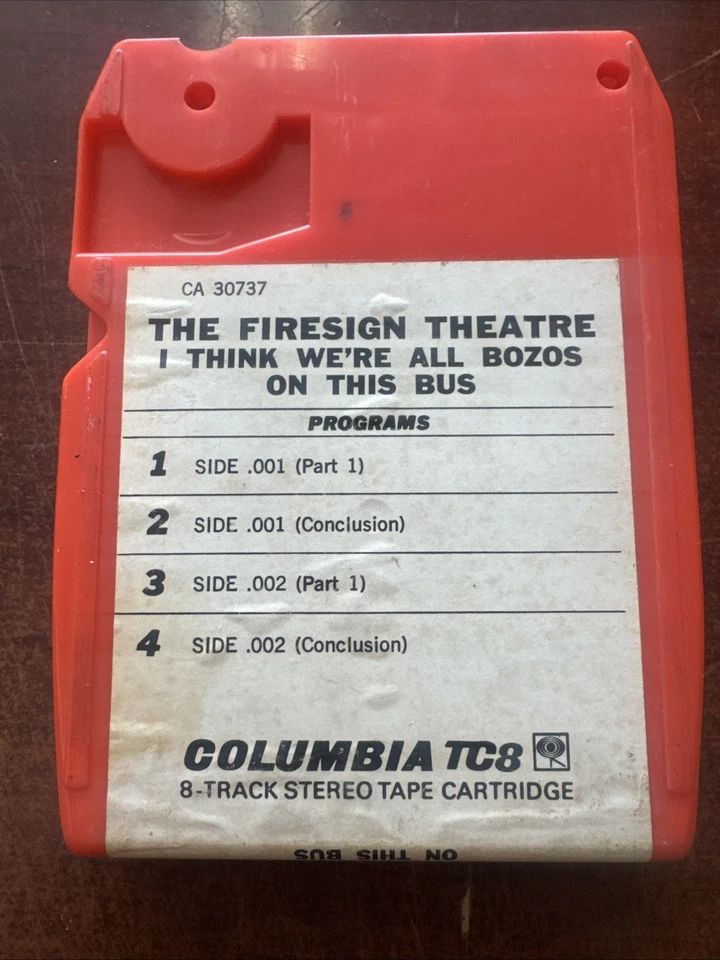 CA 30737
THE FIRESIGN THEATRE
I THINK WE'RE ALL BOZOS
ON THIS BUS
PROGRAMS
1 SIDE .001 (Part 1)
2 SIDE .001 (Conclusion)
3 SIDE .002 (Part 1)
4 SIDE .002 (Conclusion)
COLUMBIA TC8
8-TRACK STEREO TAPE CARTRIDGE
ON THIS BUS